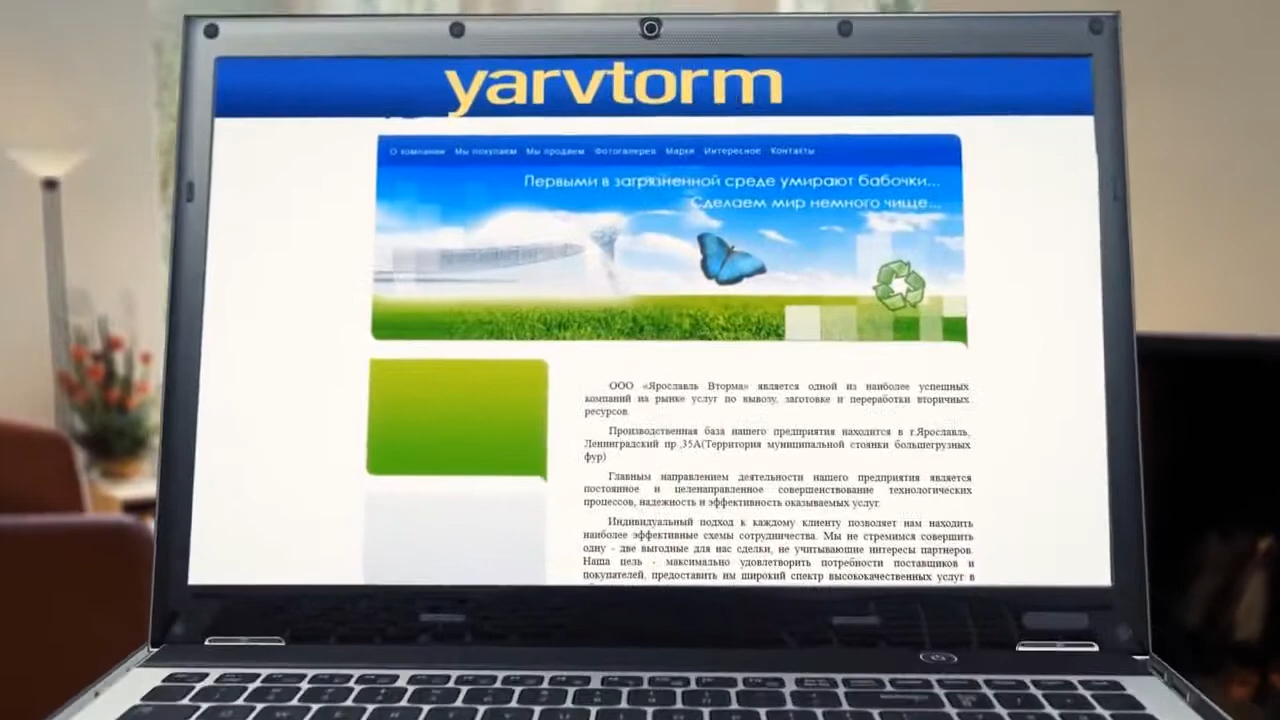 yarvtorm
О компании Мы покупаем Мы продаем Фотогалерея Марки Интересное Контакты
Первыми в загрязненной среде умирают бабочки...
Сделаем мир немного чище...
ООО «Ярославль Вторма» является одной из наиболее успешных
компаний на рынке услуг по вывозу, заготовке и переработки вторичных
ресурсов.
Производственная база нашего предприятия находится в г.Ярославль,
Ленинградский пр.,35А(Территория муниципальной стоянки большегрузных
фур)
Главным направлением деятельности нашего предприятия является
постоянное и целенаправленное совершенствование технологических
процессов, надежность и эффективность оказываемых услуг.
Индивидуальный подход к каждому клиенту позволяет нам находить
наиболее эффективные схемы сотрудничества. Мы не стремимся совершить
одну - две выгодные для нас сделки, не учитывающие интересы партнеров.
Наша цель - максимально удовлетворить потребности поставщиков и
покупателей, предоставить им широкий спектр высококачественных услуг в